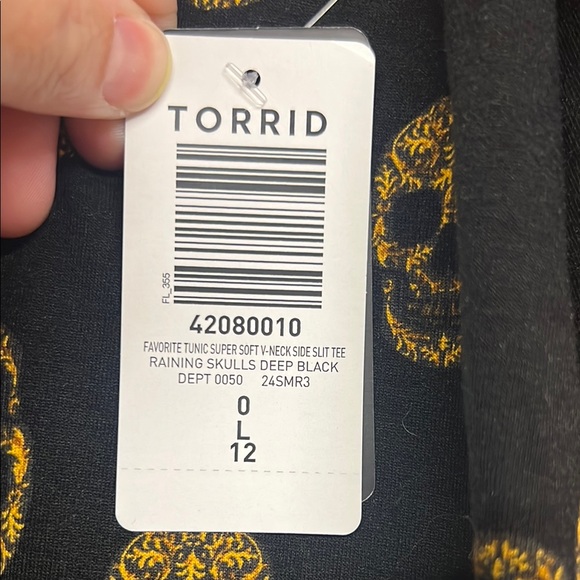 TORRID
FL_355
42080010
FAVORITE TUNIC SUPER SOFT V-NECK SIDE SLIT TEE
RAINING SKULLS DEEP BLACK
DEPT 0050 24SMR3
0
L
12